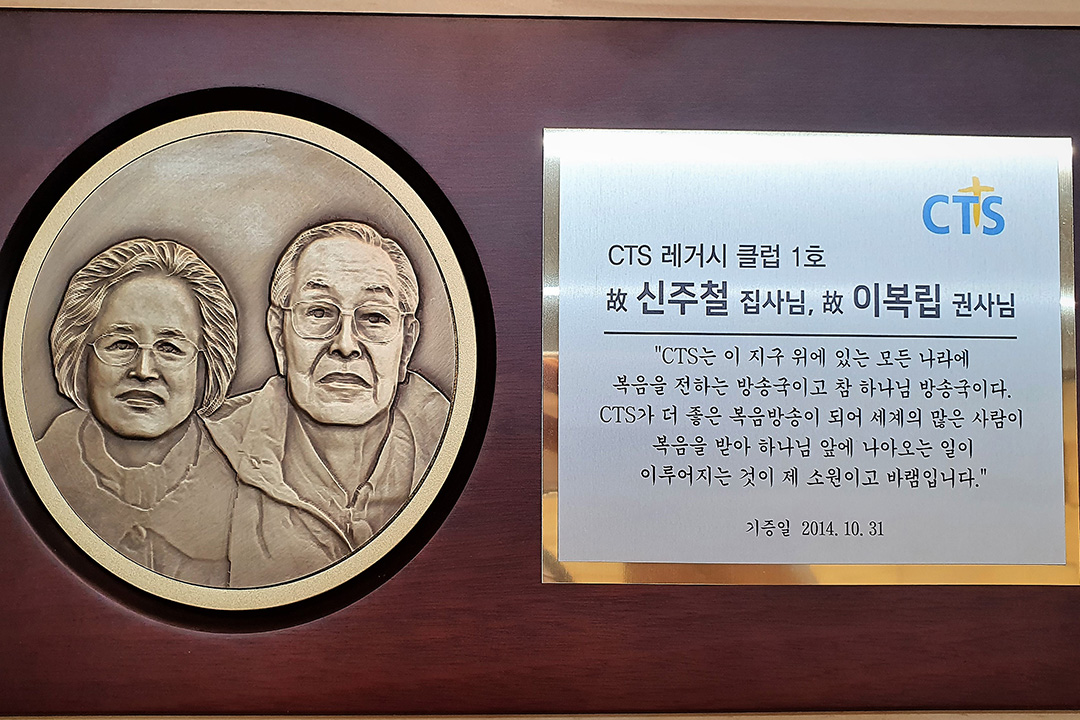 CTS
CTS 레거시 클럽 1호
故 신주철 집사님, 故 이복립 권사님
"CTS는 이 지구 위에 있는 모든 나라에
복음을 전하는 방송국이고 참 하나님 방송국이다.
CTS가 더 좋은 복음방송이 되어 세계의 많은 사람이
복음을 받아 하나님 앞에 나아오는 일이
이루어지는 것이 제 소원이고 바램입니다."
기증일 2014. 10. 31